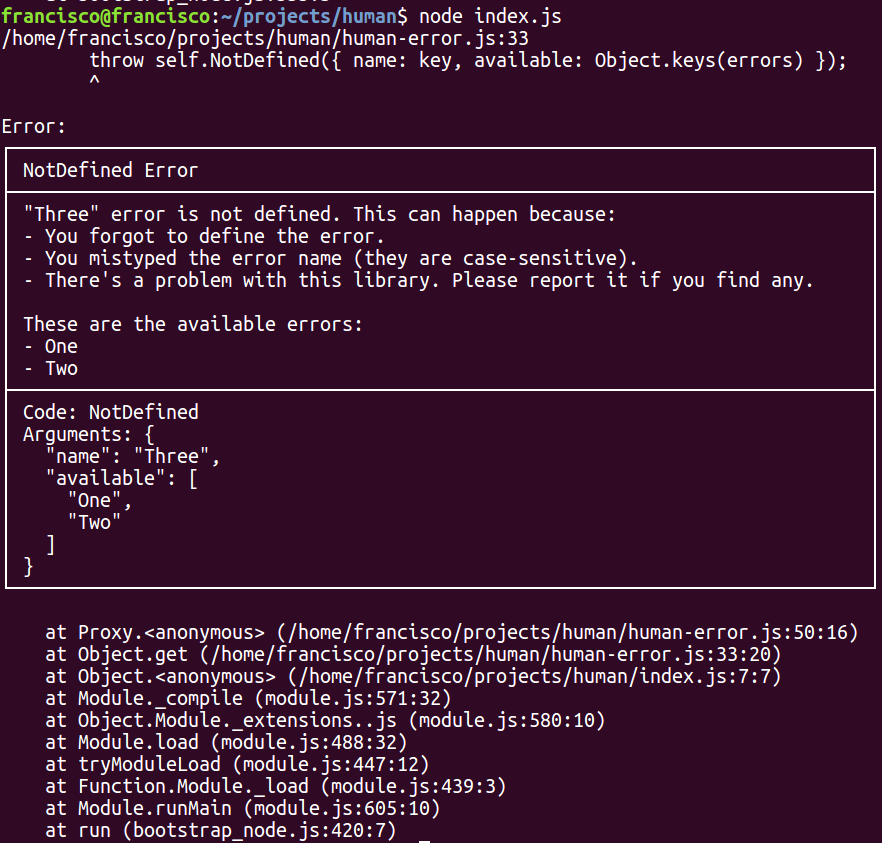 francisco@francisco:~/projects/human$ node index.js
/home/francisco/projects/human/human-error.js:33
        throw self.NotDefined({ name: key, available: Object.keys(errors) });
        ^
Error:
NotDefined Error
"Three" error is not defined. This can happen because:
- You forgot to define the error.
- You mistyped the error name (they are case-sensitive).
- There's a problem with this library. Please report it if you find any.
These are the available errors:
- One
- Two
Code: NotDefined
Arguments: {
  "name": "Three",
  "available": [
    "One",
    "Two"
  ]
}
    at Proxy.<anonymous> (/home/francisco/projects/human/human-error.js:50:16)
    at Object.get (/home/francisco/projects/human/human-error.js:33:20)
    at Object.<anonymous> (/home/francisco/projects/human/index.js:7:7)
    at Module._compile (module.js:571:32)
    at Object.Module._extensions..js (module.js:580:10)
    at Module.load (module.js:488:32)
    at tryModuleLoad (module.js:447:12)
    at Function.Module._load (module.js:439:3)
    at Module.runMain (module.js:605:10)
    at run (bootstrap_node.js:420:7)